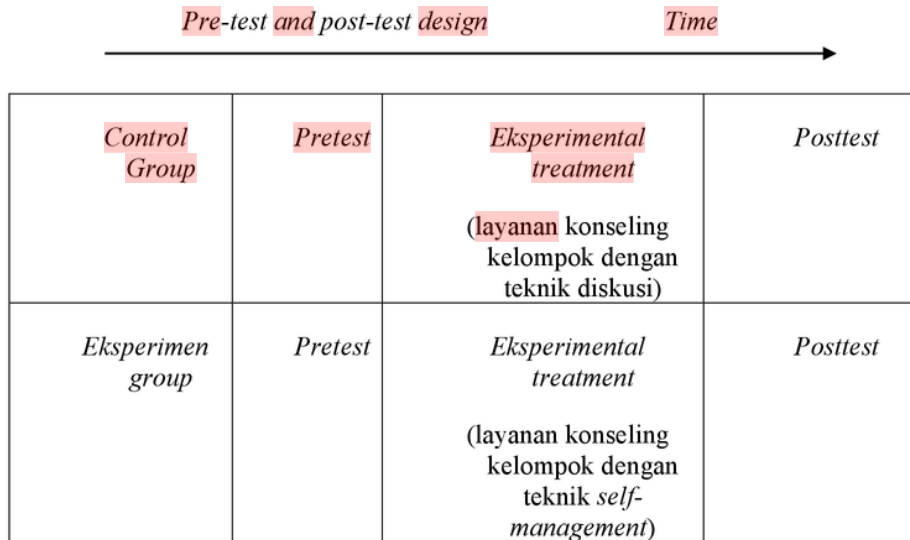 Pre-test and post-test design Time
Control Group
Pretest
Eksperimental treatment
(layanan konseling kelompok dengan teknik diskusi)
Posttest
Eksperimen group
Pretest
Eksperimental treatment
(layanan konseling kelompok dengan teknik self-management)
Posttest